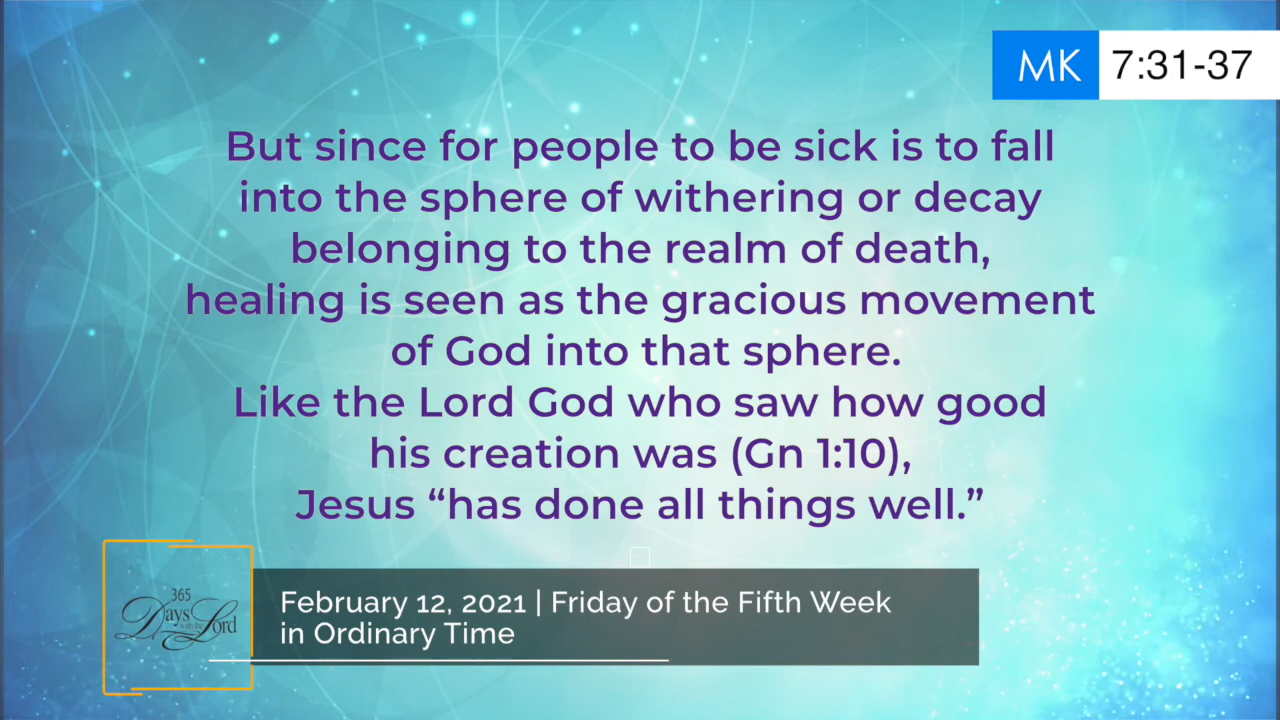 MK 7:31-37
But since for people to be sick is to fall
into the sphere of withering or decay
belonging to the realm of death,
healing is seen as the gracious movement
of God into that sphere.
Like the Lord God who saw how good
his creation was (Gn 1:10),
Jesus “has done all things well.”
365
Days with the Lord
February 12, 2021 | Friday of the Fifth Week
in Ordinary Time